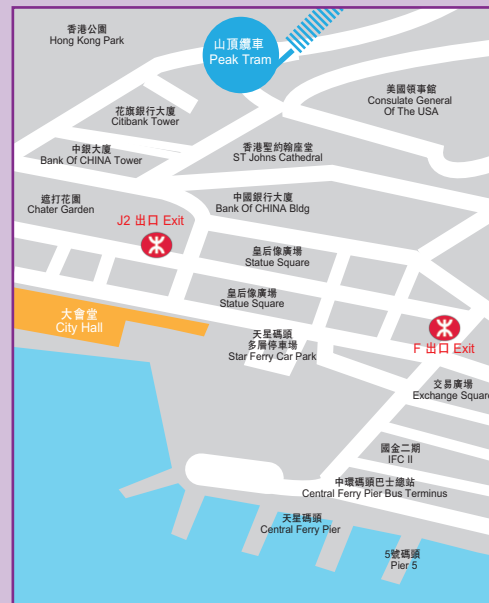 香港公園
Hong Kong Park
山頂纜車
Peak Tram
美國領事館
Consulate General
Of The USA
花旗銀行大廈
Citibank Tower
中銀大廈
Bank Of CHINA Tower
香港聖約翰座堂
ST Johns Cathedral
遮打花園
Chater Garden
中國銀行大廈
Bank Of CHINA Bldg
J2 出口 Exit
皇后像廣場
Statue Square
皇后像廣場
Statue Square
大會堂
City Hall
天星碼頭
多層停車場
Star Ferry Car Park
F 出口 Exit
交易廣場
Exchange Square
國金二期
IFC II
中環碼頭巴士總站
Central Ferry Pier Bus Terminus
天星碼頭
Central Ferry Pier
5號碼頭
Pier 5